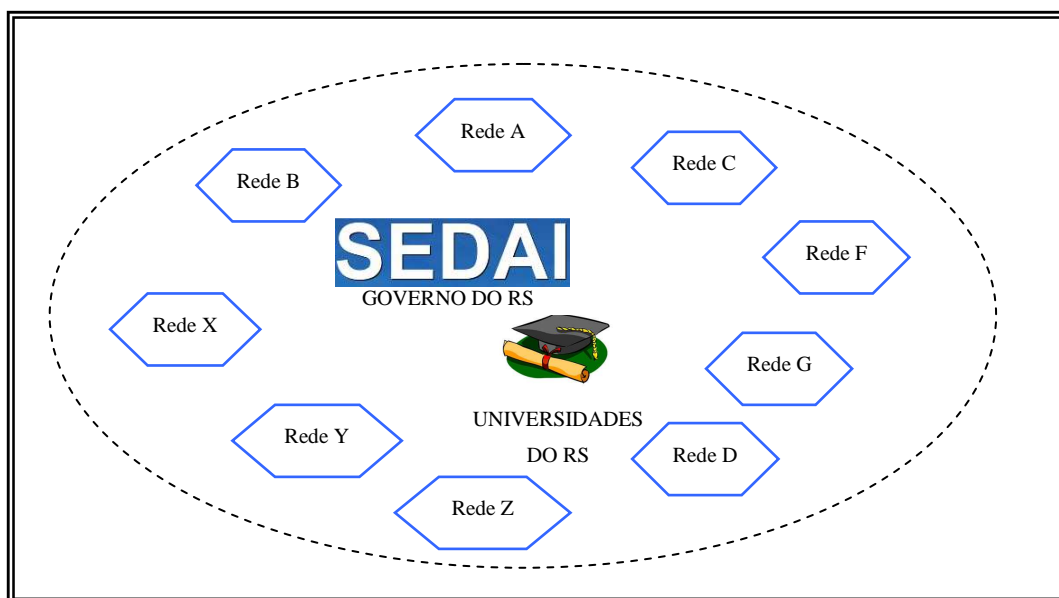 Rede A
Rede C
Rede B
SEDAI
Rede F
GOVERNO DO RS
Rede X
Rede G
UNIVERSIDADES
Rede Y
DO RS
Rede D
Rede Z